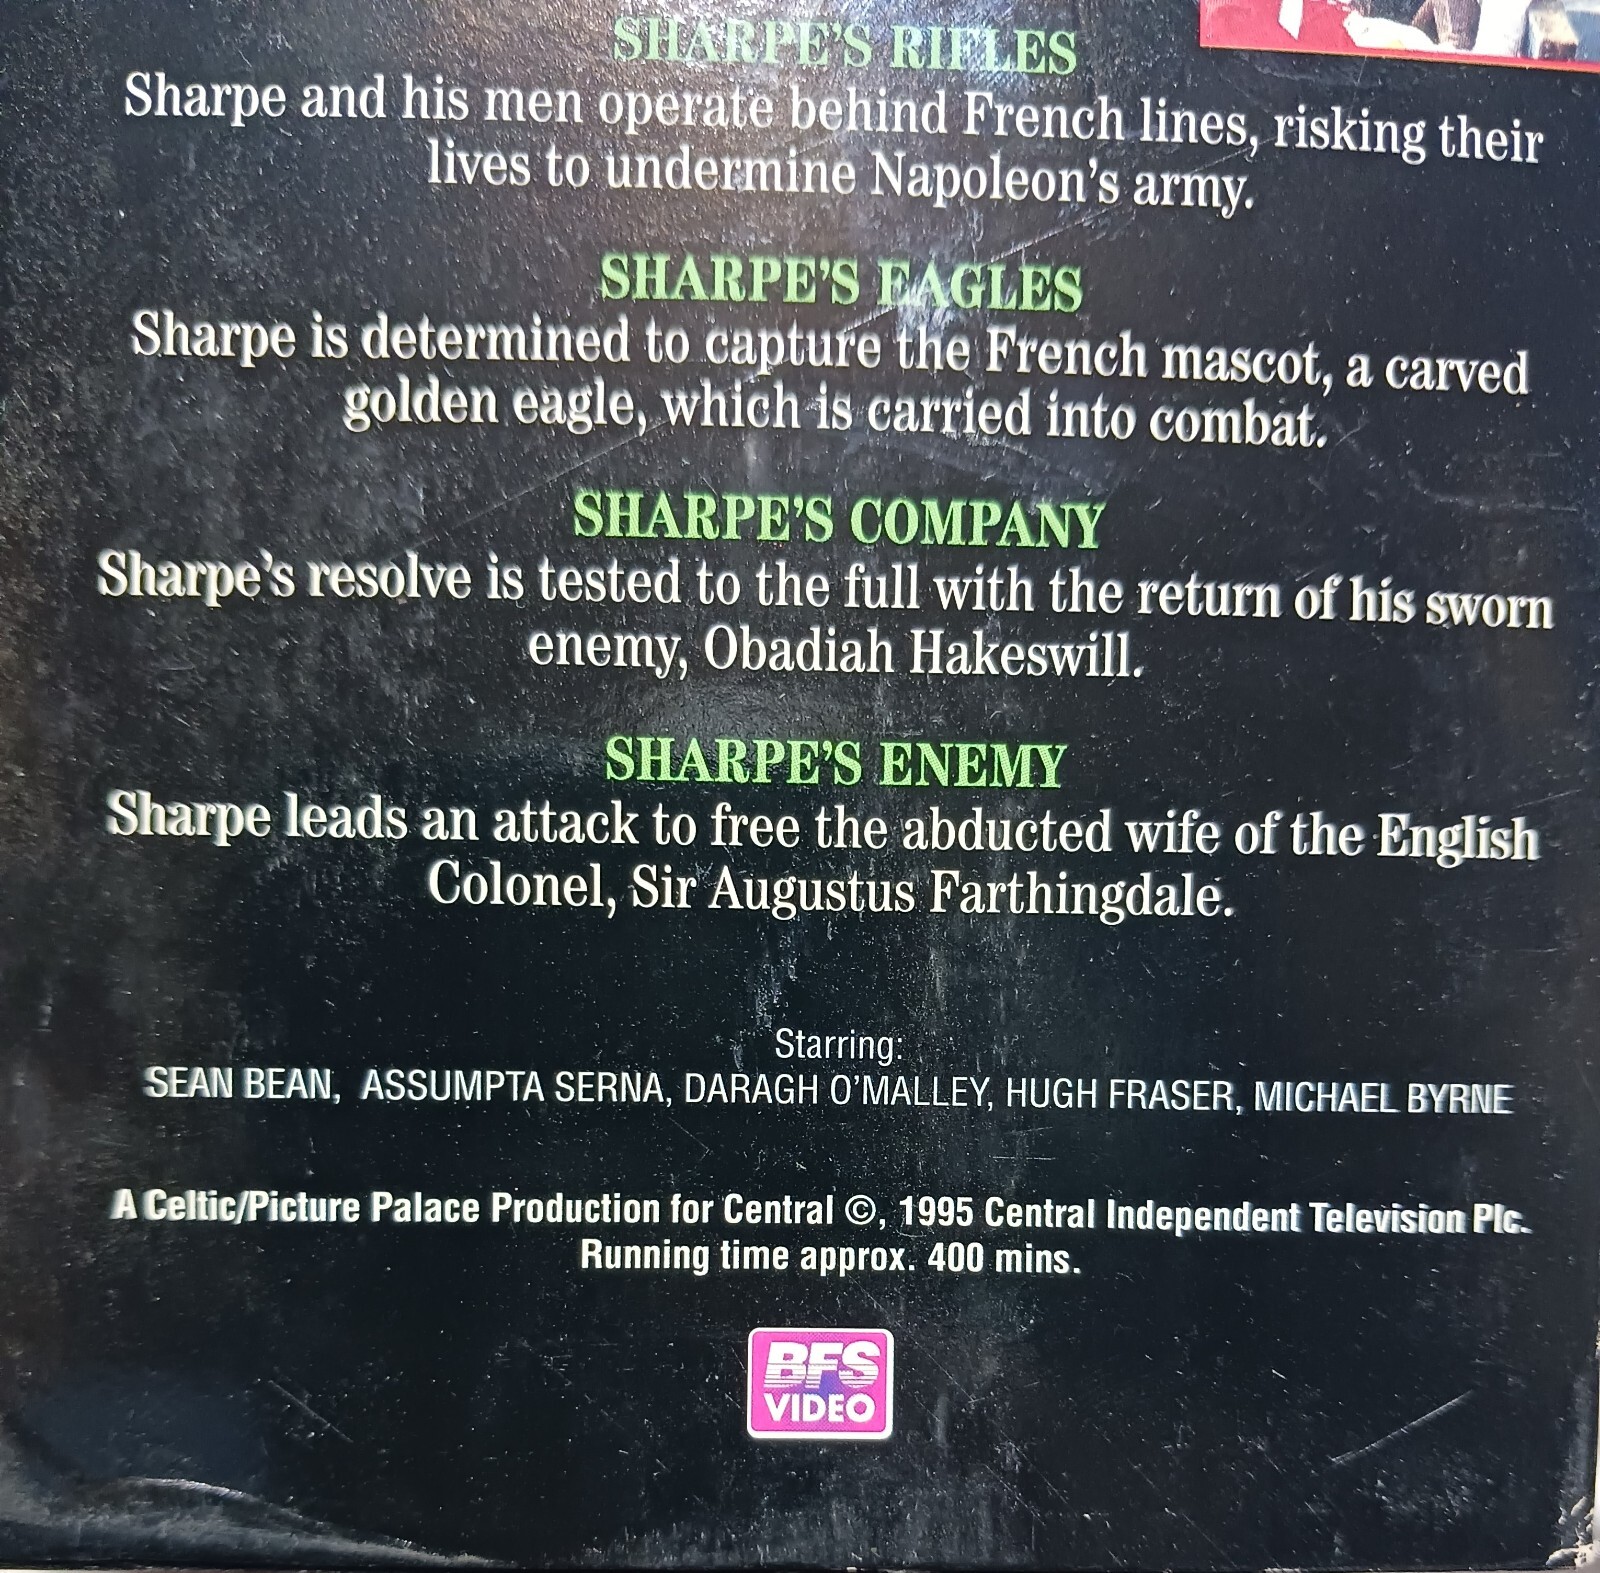 SHARPE'S RIFLES
Sharpe and his men operate behind French lines, risking their
lives to undermine Napoleon's army.
SHARPE'S EAGLES
Sharpe is determined to capture the French mascot, a carved
golden eagle, which is carried into combat.
SHARPE'S COMPANY
Sharpe's resolve is tested to the full with the return of his sworn
enemy, Obadiah Hakeswill.
SHARPE'S ENEMY
Sharpe leads an attack to free the abducted wife of the English
Colonel, Sir Augustus Farthingdale.
Starring:
SEAN BEAN, ASSUMPTA SERNA, DARAGH O'MALLEY, HUGH FRASER, MICHAEL BYRNE
A Celtic/Picture Palace Production for Central ©, 1995 Central Independent Television Plc.
Running time approx. 400 mins.
BFS
VIDEO